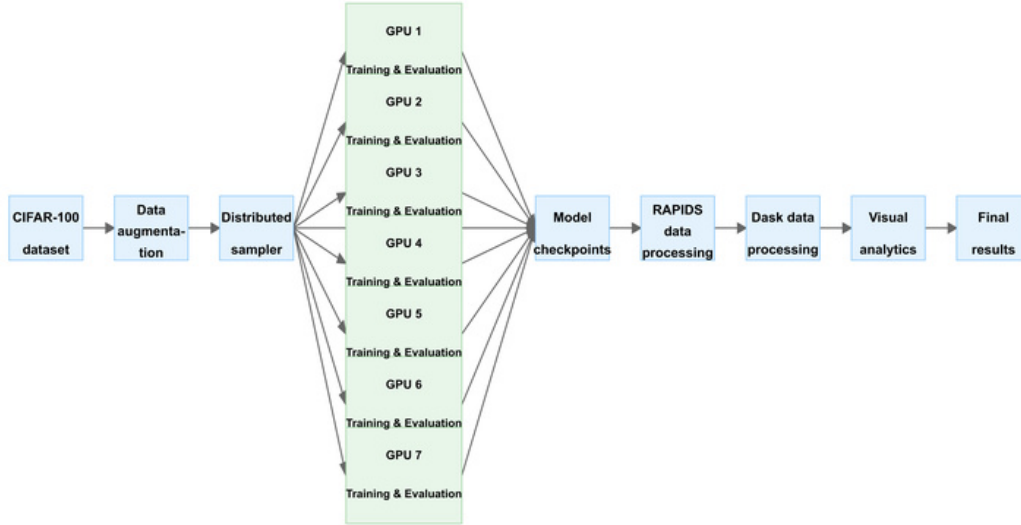 CIFAR-100
dataset
Data
augmenta-
tion
Distributed
sampler
GPU 1
Training & Evaluation
GPU 2
Training & Evaluation
GPU 3
Training & Evaluation
GPU 4
Training & Evaluation
GPU 5
Training & Evaluation
GPU 6
Training & Evaluation
GPU 7
Training & Evaluation
Model
checkpoints
RAPIDS
data
processing
Dask data
processing
Visual
analytics
Final
results